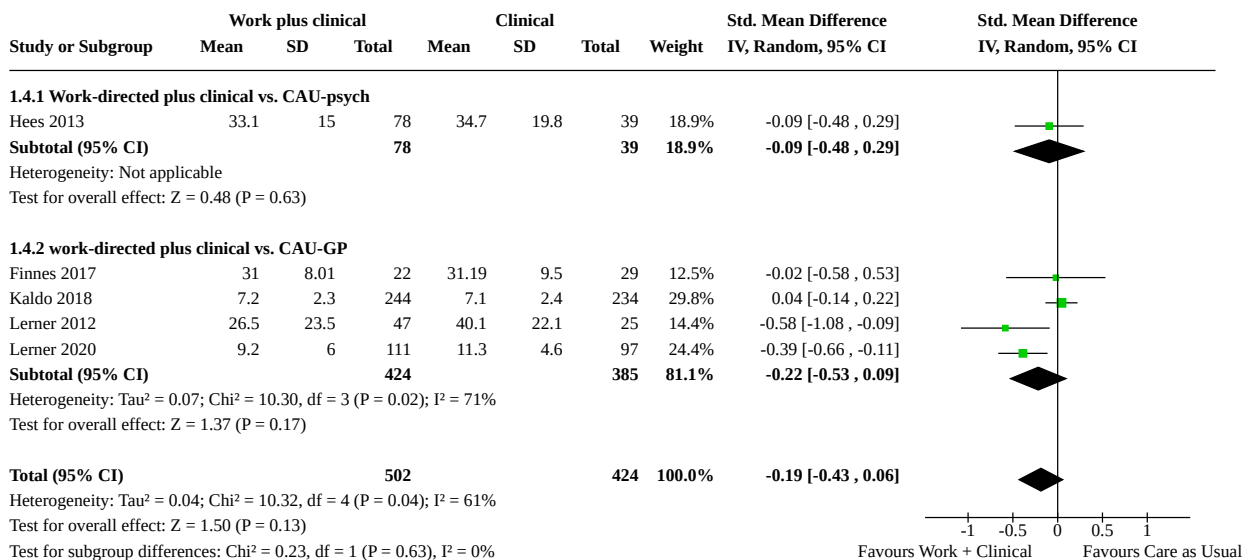 Work plus clinical Clinical Std. Mean Difference Std. Mean Difference
Study or Subgroup Mean SD Total Mean SD Total Weight IV, Random, 95% CI IV, Random, 95% CI
1.4.1 Work-directed plus clinical vs. CAU-psych
Hees 2013 33.1 15 78 34.7 19.8 39 18.9% -0.09 [-0.48 , 0.29]
Subtotal (95% CI) 78 39 18.9% -0.09 [-0.48 , 0.29]
Heterogeneity: Not applicable
Test for overall effect: Z = 0.48 (P = 0.63)
1.4.2 work-directed plus clinical vs. CAU-GP
Finnes 2017 31 8.01 22 31.19 9.5 29 12.5% -0.02 [-0.58 , 0.53]
Kaldo 2018 7.2 2.3 244 7.1 2.4 234 29.8% 0.04 [-0.14 , 0.22]
Lerner 2012 26.5 23.5 47 40.1 22.1 25 14.4% -0.58 [-1.08 , -0.09]
Lerner 2020 9.2 6 111 11.3 4.6 97 24.4% -0.39 [-0.66 , -0.11]
Subtotal (95% CI) 424 385 81.1% -0.22 [-0.53 , 0.09]
Heterogeneity: Tau² = 0.07; Chi² = 10.30, df = 3 (P = 0.02); I² = 71%
Test for overall effect: Z = 1.37 (P = 0.17)
Total (95% CI) 502 424 100.0% -0.19 [-0.43 , 0.06]
Heterogeneity: Tau² = 0.04; Chi² = 10.32, df = 4 (P = 0.04); I² = 61%
Test for overall effect: Z = 1.50 (P = 0.13)
-1 -0.5 0 0.5 1
Test for subgroup differences: Chi² = 0.23, df = 1 (P = 0.63), I² = 0%
Favours Work + Clinical Favours Care as Usual